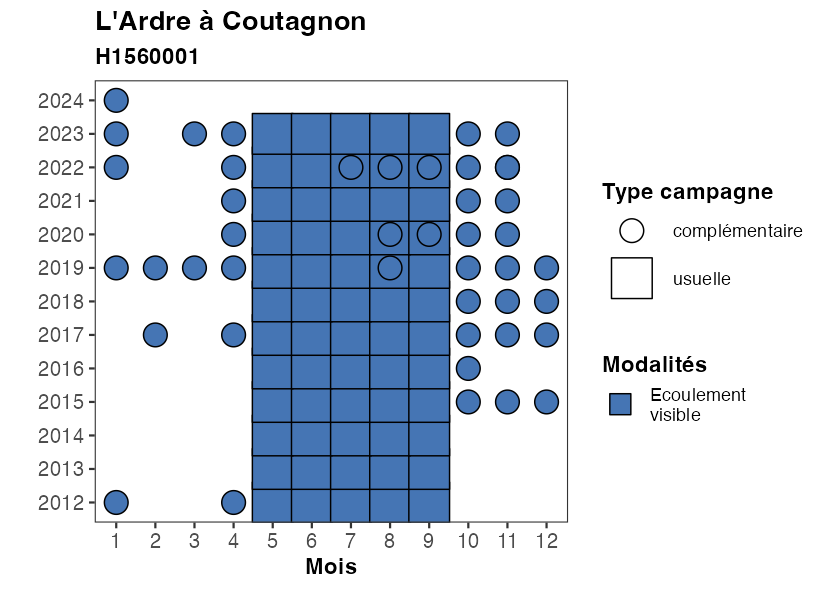 L'Ardre à Coutagnon
H1560001
2024
2023
2022
2021
2020
2019
2018
2017
2016
2015
2014
2013
2012
1 2 3 4 5 6 7 8 9 10 11 12
Mois
Type campagne
complémentaire
usuelle
Modalités
Ecoulement
visible